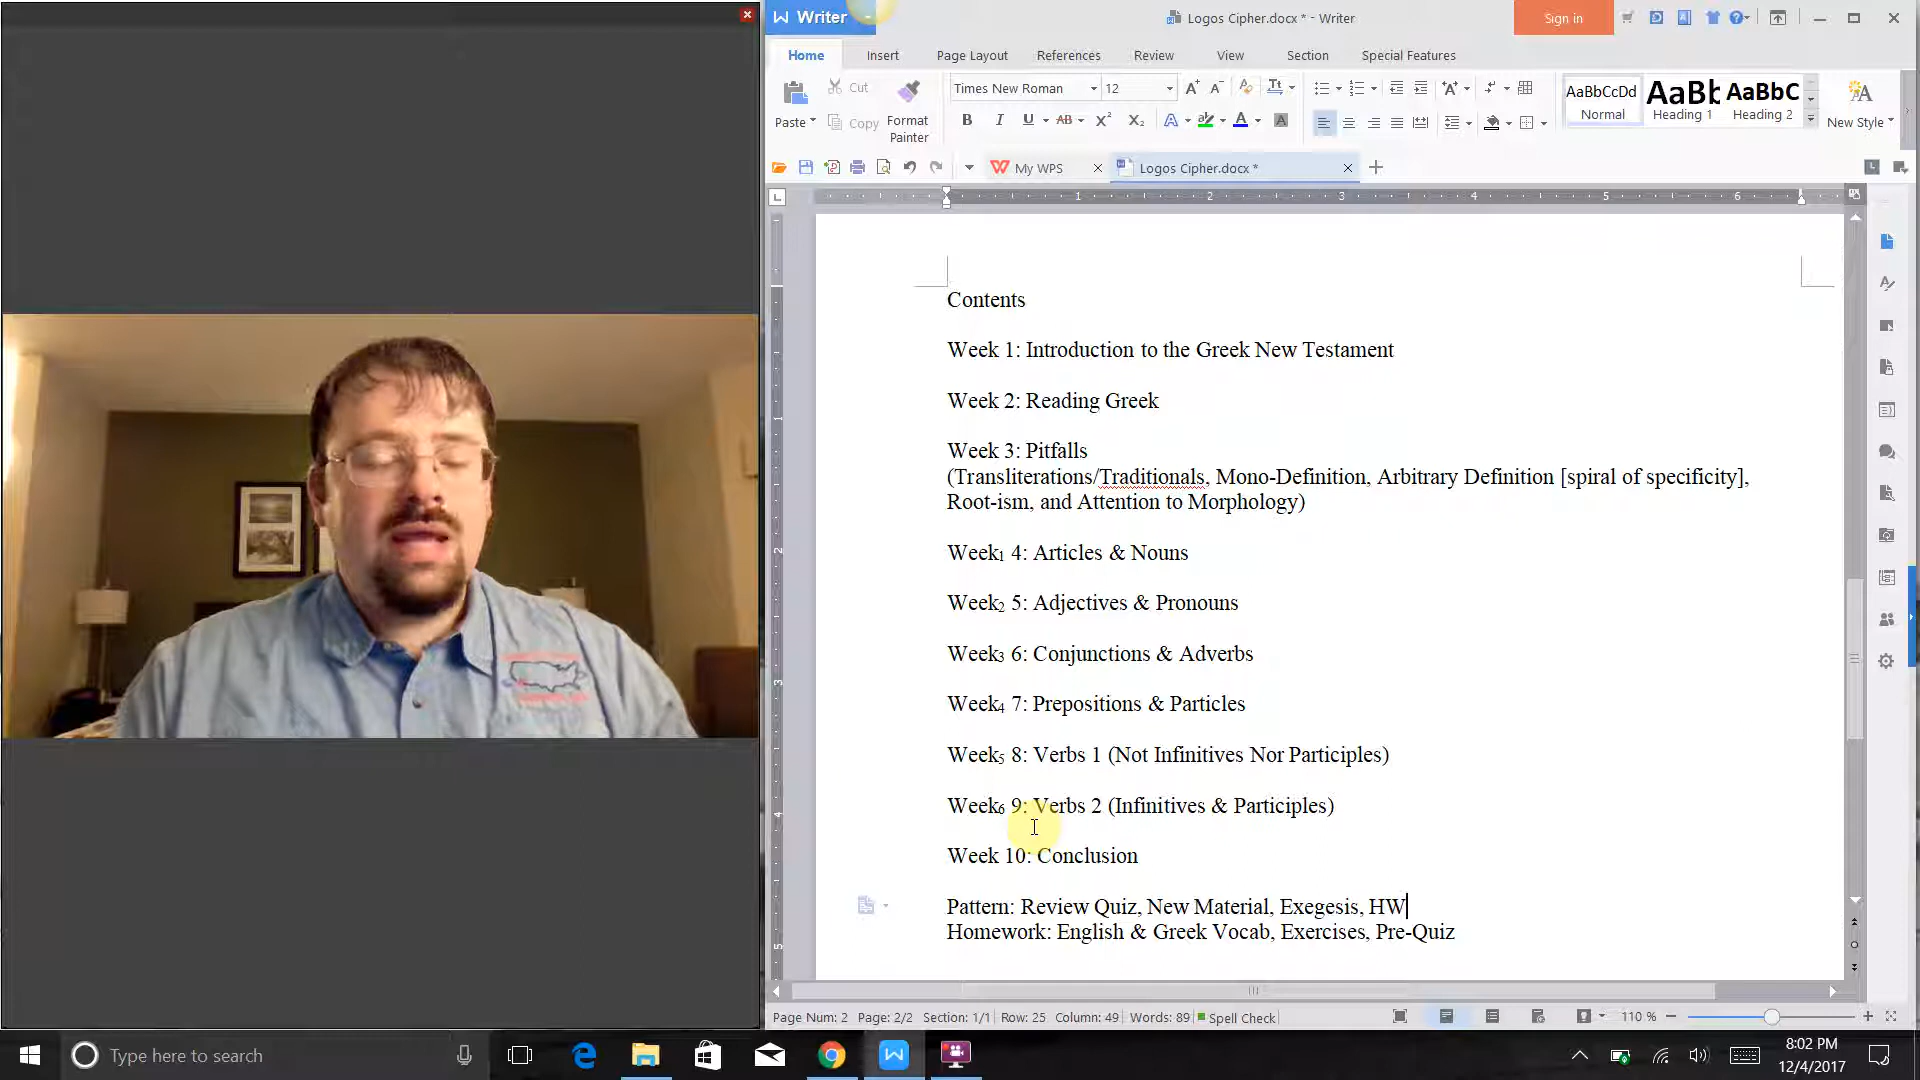 Writer
Logos Cipher.docx * - Writer
Sign in
Home Insert Page Layout References Review View Section Special Features
Paste
Cut
Copy
Format
Painter
Times New Roman 12
AaBbCcDd
Normal
AaBb
Heading 1
AaBbC
Heading 2
New Style
My WPS
Logos Cipher.docx *
1 2 3 4 5 6
Contents
Week 1: Introduction to the Greek New Testament
Week 2: Reading Greek
Week 3: Pitfalls
(Transliterations/Traditionals, Mono-Definition, Arbitrary Definition [spiral of specificity],
Root-ism, and Attention to Morphology)
Week₁ 4: Articles & Nouns
Week₂ 5: Adjectives & Pronouns
Week₃ 6: Conjunctions & Adverbs
Week₄ 7: Prepositions & Particles
Week₅ 8: Verbs 1 (Not Infinitives Nor Participles)
Week₆ 9: Verbs 2 (Infinitives & Participles)
Week 10: Conclusion
Pattern: Review Quiz, New Material, Exegesis, HW
Homework: English & Greek Vocab, Exercises, Pre-Quiz
Page Num: 2 Page: 2/2 Section: 1/1 Row: 25 Column: 49 Words: 89 Spell Check
110 %
Type here to search
8:02 PM
12/4/2017